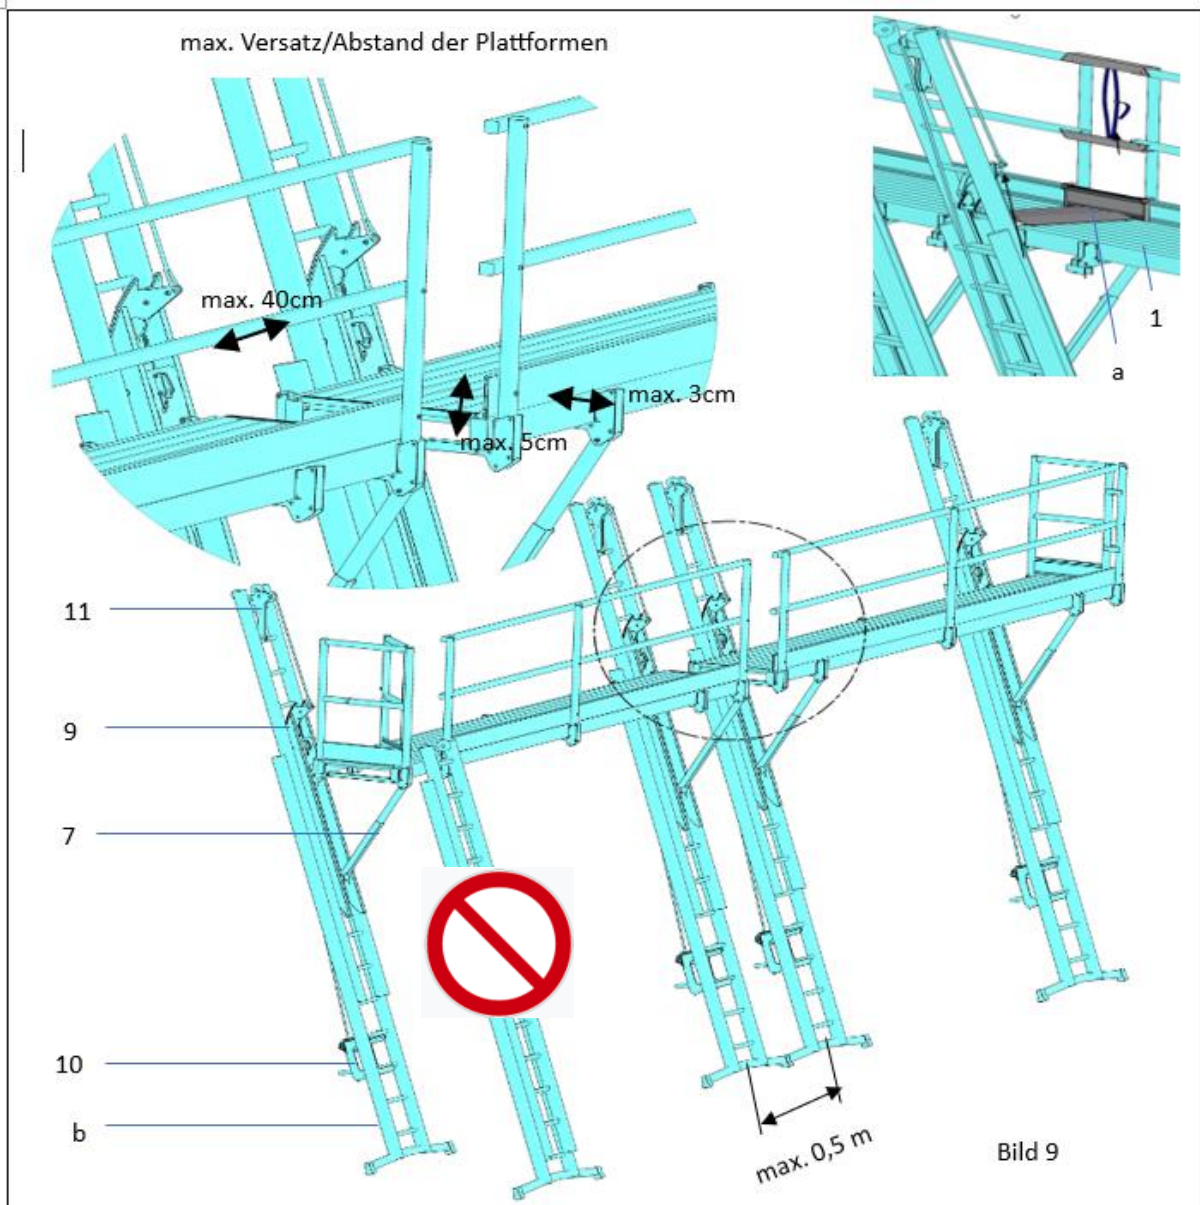 max. Versatz/Abstand der Plattformen
max. 40cm
max. 3cm
max. 5cm
1
a
11
9
7
10
b
max. 0,5 m
Bild 9